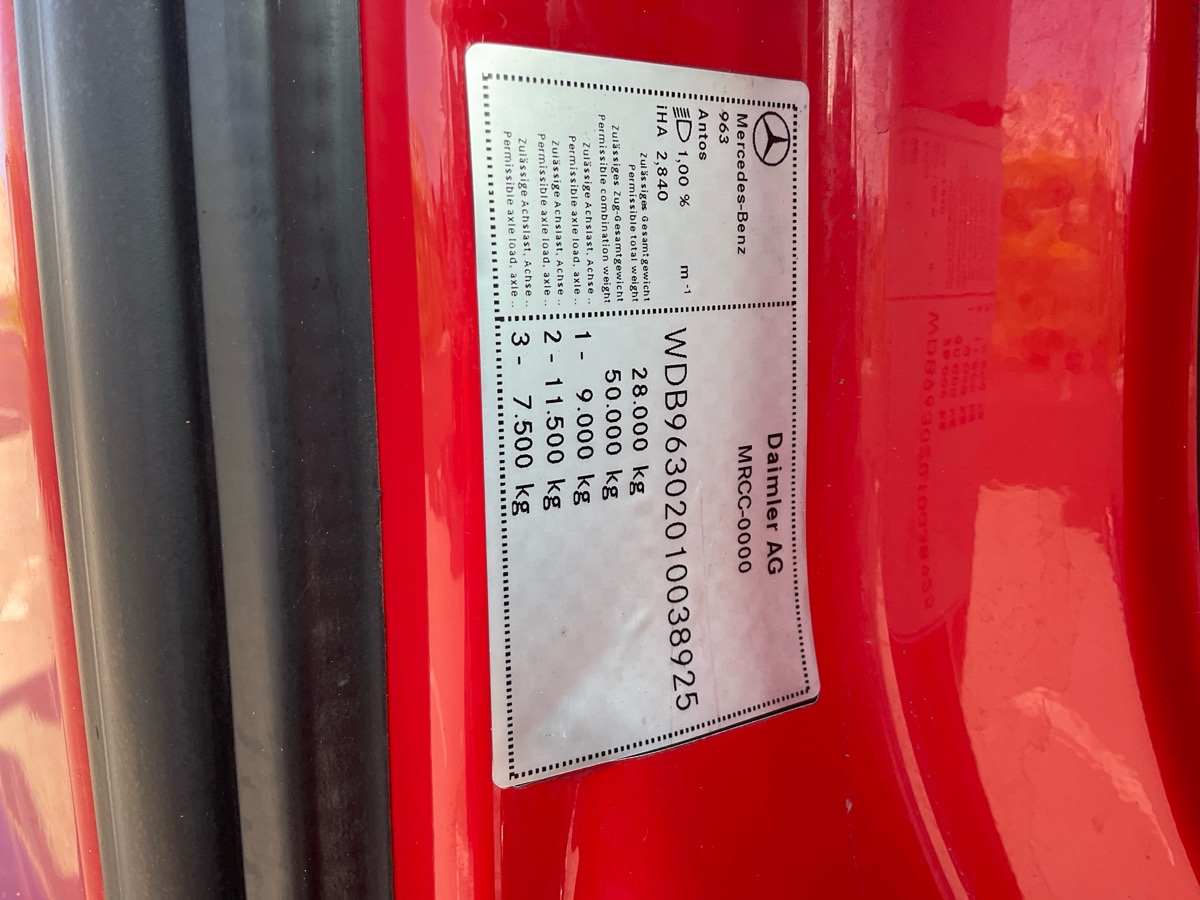 Mercedes-Benz
963
Antos
1,00 % m⁻¹
iHA 2,840
Daimler AG
MRCC-0000
WDB96302010038925
Zulässiges Gesamtgewicht
Permissible total weight
28.000 kg
Zulässiges Zug-Gesamtgewicht
Permissible combination weight
50.000 kg
Zulässige Achslast, Achse ..
Permissible axle load, axle ..
1 - 9.000 kg
Zulässige Achslast, Achse ..
Permissible axle load, axle ..
2 - 11.500 kg
Zulässige Achslast, Achse ..
Permissible axle load, axle ..
3 - 7.500 kg